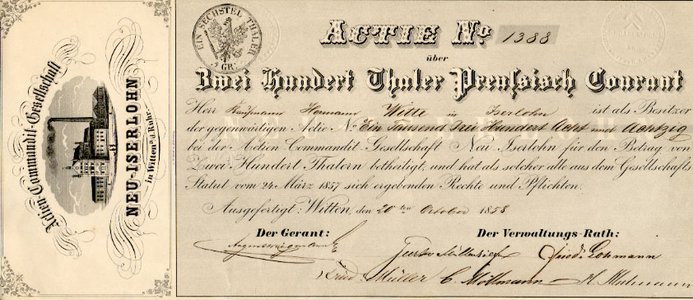 Actien-Commandit-Gesellschaft
NEU-ISERLOHN
in Witten a. d. Ruhr.
EIN SECHSTEL THALER
5 GR.
ACTIE No. 1388
über
Zwei Hundert Thaler Preußisch Courant
Herr Kaufmann Hermann Witte in Iserlohn ist als Besitzer
der gegenwärtigen Actie No. Ein Tausend drei Hundert Acht und Achtzig
bei der Actien Commandit Gesellschaft Neu Iserlohn für den Betrag von
Zwei Hundert Thalern betheiligt, und hat als solcher alle aus dem Gesellschafts
Statut vom 24. März 1857 sich ergebenden Rechte und Pflichten.
Ausgefertigt: Witten, den 20ten October 1858
Der Gerant: Der Verwaltungs-Rath:
Lohmann
Müller